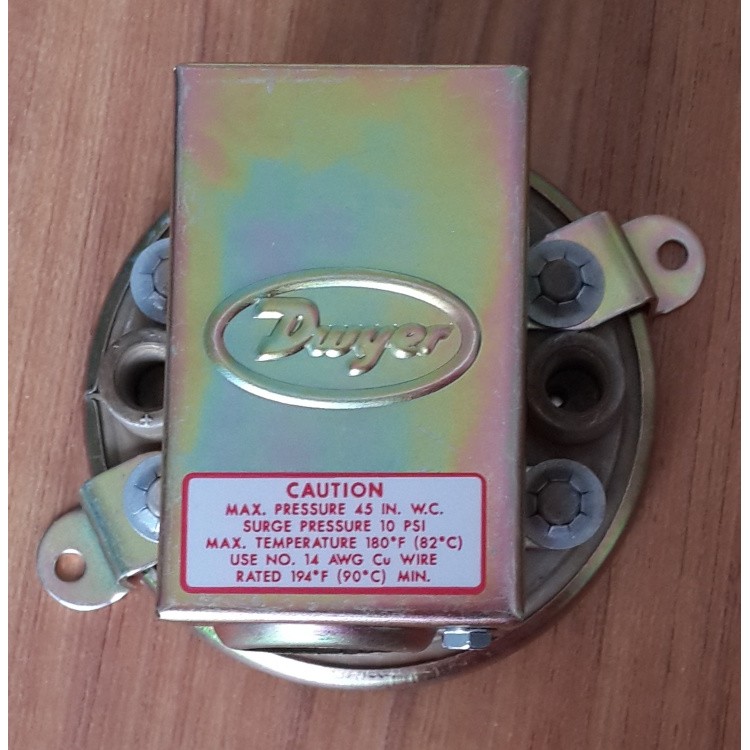 Dwyer
CAUTION
MAX. PRESSURE 45 IN. W.C.
SURGE PRESSURE 10 PSI
MAX. TEMPERATURE 180°F (82°C)
USE NO. 14 AWG Cu WIRE
RATED 194°F (90°C) MIN.